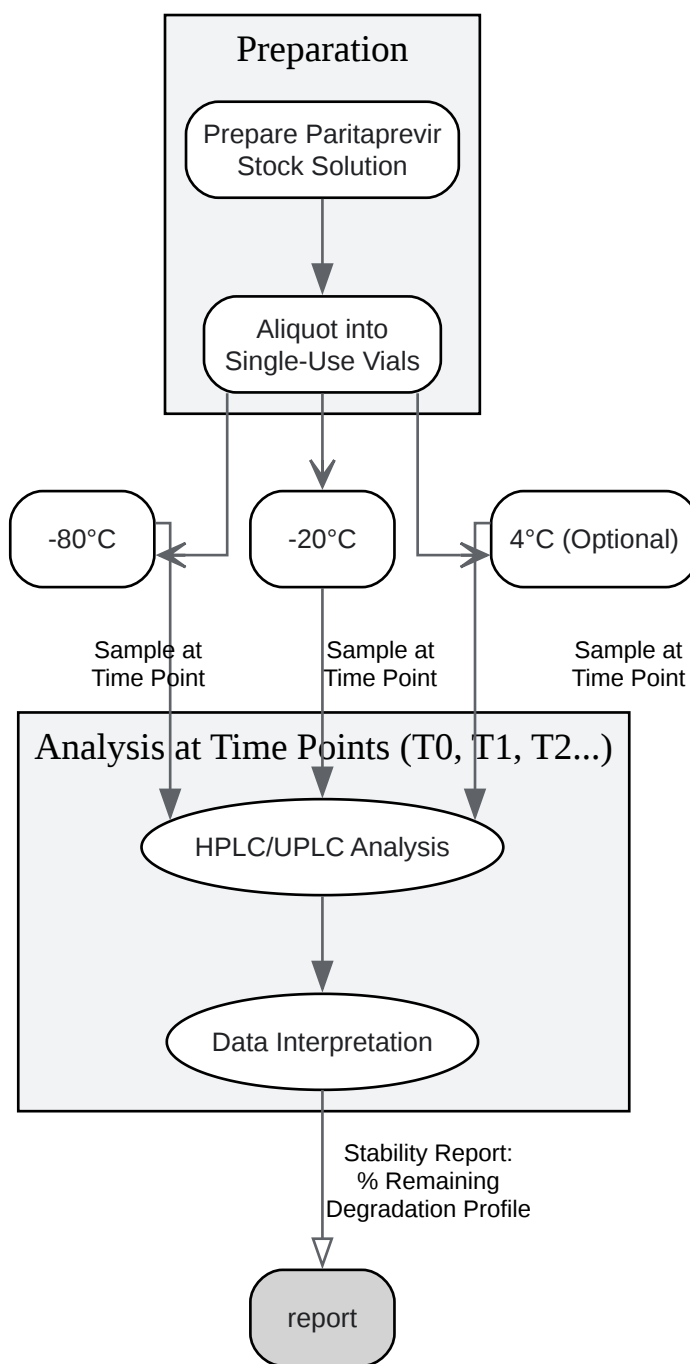 Preparation
Prepare Paritaprevir
Stock Solution
Aliquot into
Single-Use Vials
-80°C
-20°C
4°C (Optional)
Sample at
Time Point
Sample at
Time Point
Sample at
Time Point
Analysis at Time Points (T0, T1, T2...)
HPLC/UPLC Analysis
Data Interpretation
Stability Report:
% Remaining
Degradation Profile
report